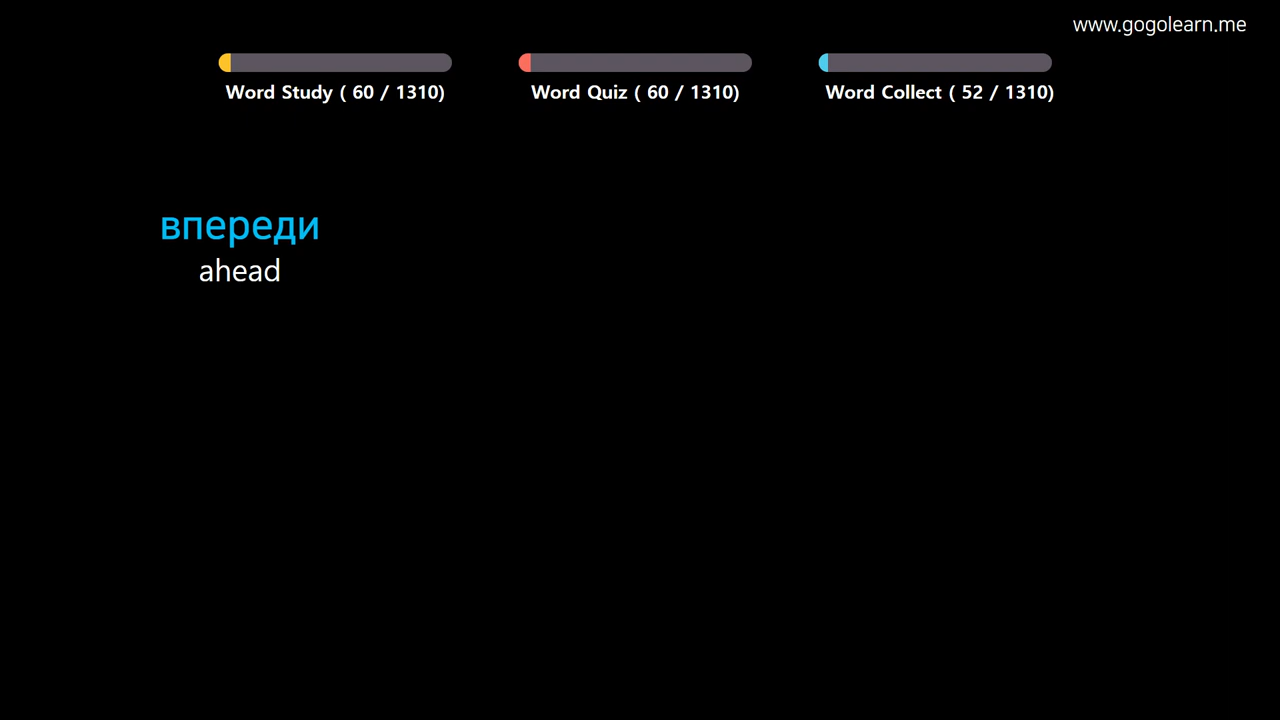 www.gogolearn.me
Word Study ( 60 / 1310)
Word Quiz ( 60 / 1310)
Word Collect ( 52 / 1310)
впереди
ahead